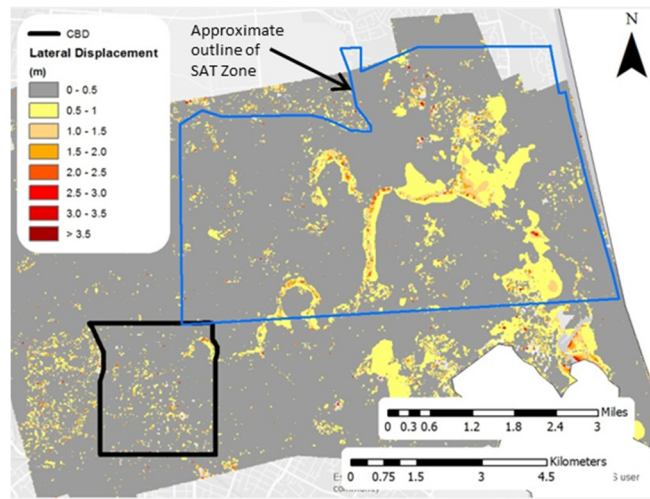 CBD
Lateral Displacement
(m)
0 - 0.5
0.5 - 1
1.0 - 1.5
1.5 - 2.0
2.0 - 2.5
2.5 - 3.0
3.0 - 3.5
> 3.5
Approximate
outline of
SAT Zone
N
Miles
0 0.3 0.6 1.2 1.8 2.4 3
Kilometers
0 0.75 1.5 3 4.5
S user
community